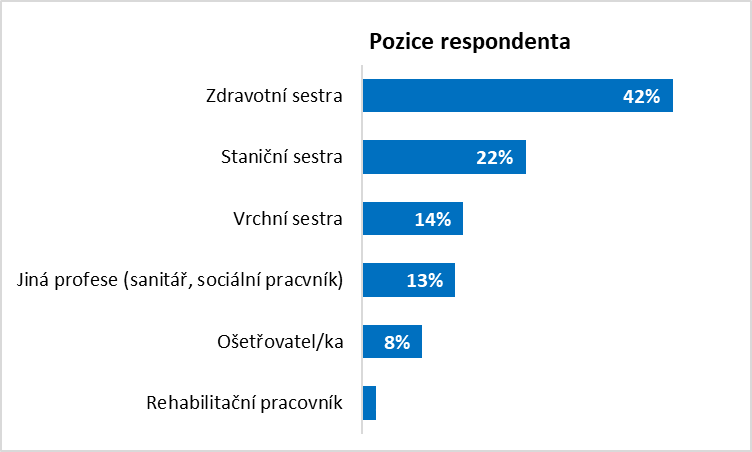 Pozice respondenta
Zdravotní sestra 42%
Staniční sestra 22%
Vrchní sestra 14%
Jiná profese (sanitář, sociální pracvník) 13%
Ošetřovatel/ka 8%
Rehabilitační pracovník